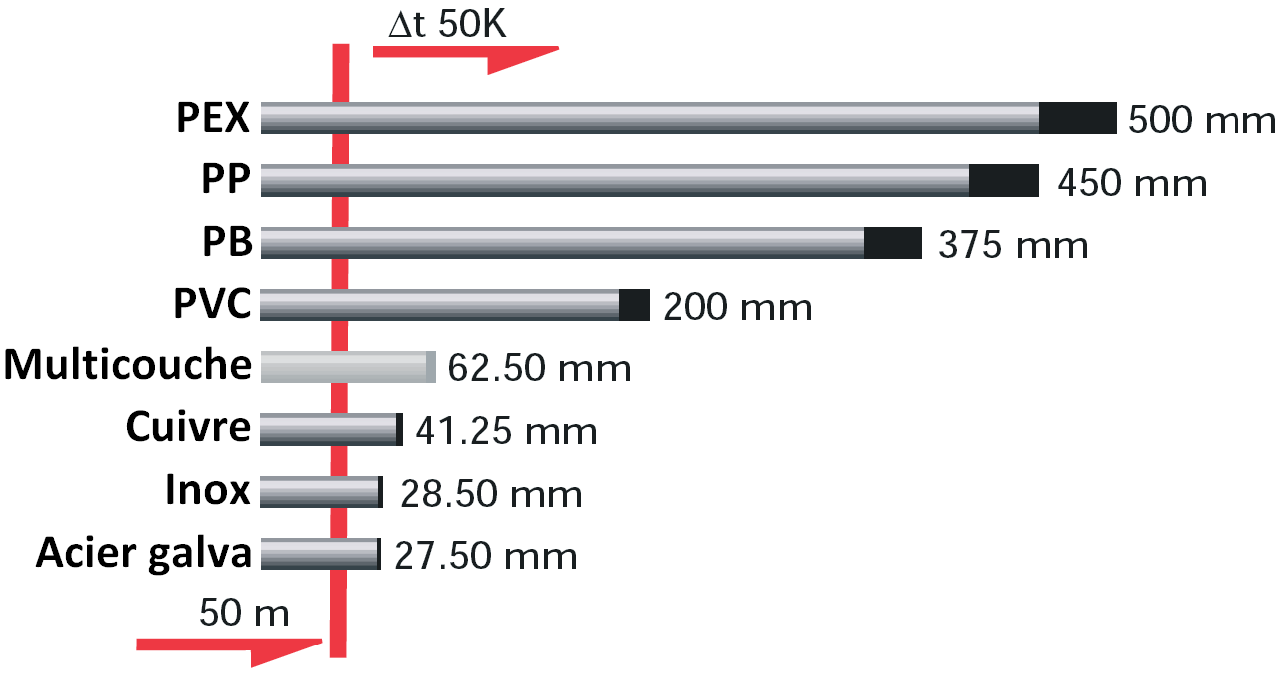 Δt 50K
PEX 500 mm
PP 450 mm
PB 375 mm
PVC 200 mm
Multicouche 62.50 mm
Cuivre 41.25 mm
Inox 28.50 mm
Acier galva 27.50 mm
50 m